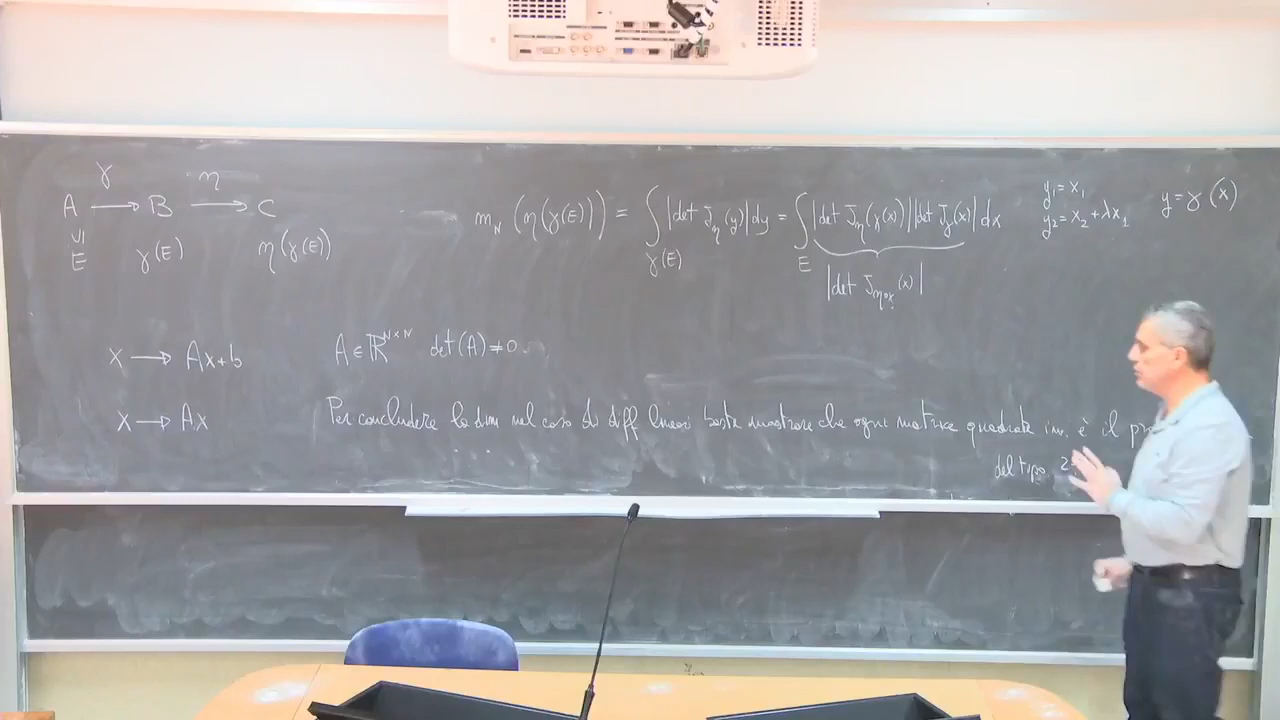 γ η
A ⟶ B ⟶ C
⊆
E γ(E) η(γ(E))
m_N (η(γ(E))) = ∫_{γ(E)} |det J_η(y)| dy = ∫_E |det J_η(γ(x))| |det J_γ(x)| dx
|det J_{η∘γ}(x)|
y₁ = x₁
y₂ = x₂ + λx₁
y = γ(x)
x ⟶ Ax+b A ∈ ℝ^{N×N} det(A) ≠ 0
x ⟶ Ax
Per concludere la dim nel caso di diff lineari basta mostrare che ogni matrice quadrata inv. è il
del tipo